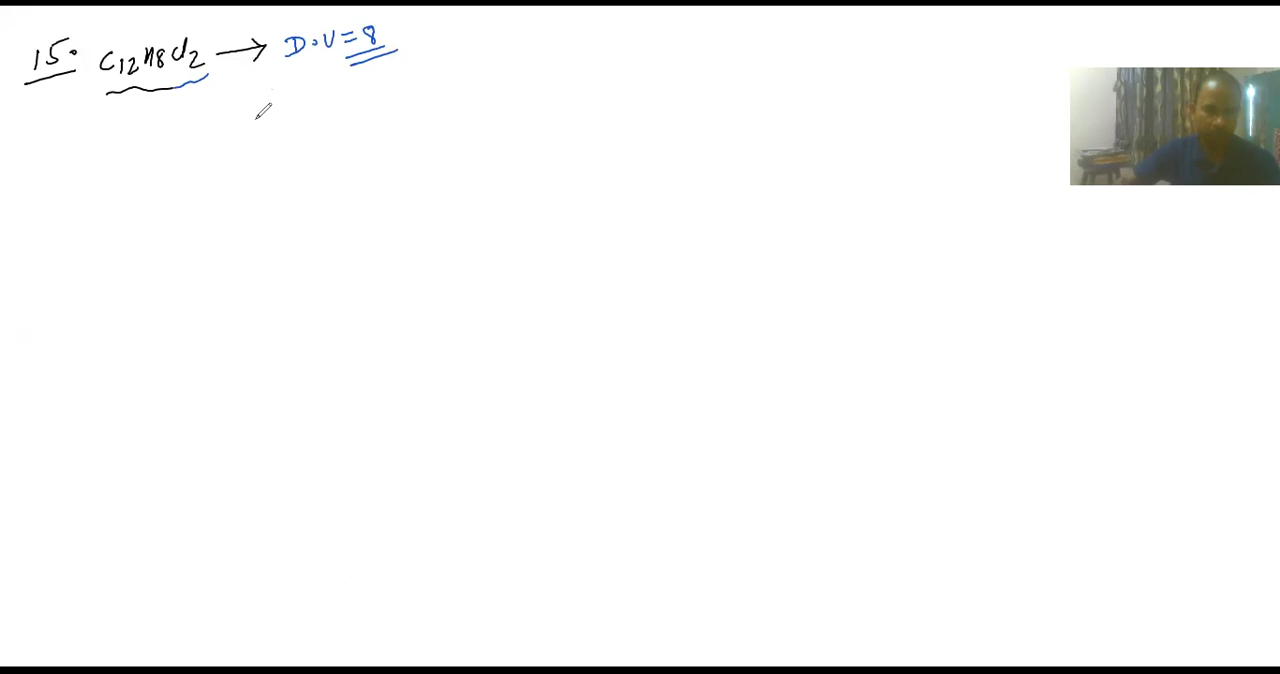 15. C12H8Cl2 → D.U = 8